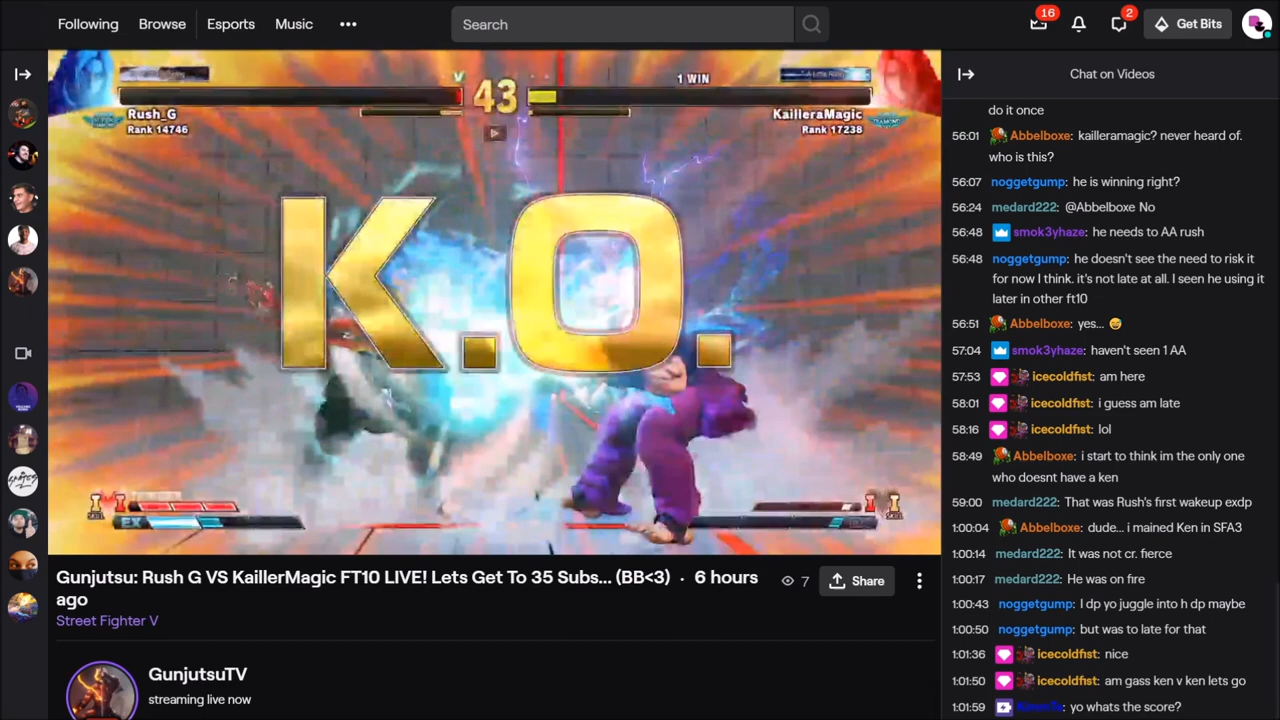 Following Browse Esports Music ••• Search 16 2 Get Bits
Chat on Videos
43
1 WIN
Rush_G
Rank 14746
KailleraMagic
Rank 17238
K.O.
EX
Gunjutsu: Rush G VS KaillerMagic FT10 LIVE! Lets Get To 35 Subs... (BB<3) · 6 hours
ago
7 Share
Street Fighter V
GunjutsuTV
streaming live now
do it once
56:01 Abbelboxe: kailleramagic? never heard of.
who is this?
56:07 noggetgump: he is winning right?
56:24 medard222: @Abbelboxe No
56:48 smok3yhaze: he needs to AA rush
56:48 noggetgump: he doesn't see the need to risk it
for now I think. it's not late at all. I seen he using it
later in other ft10
56:51 Abbelboxe: yes...
57:04 smok3yhaze: haven't seen 1 AA
57:53 icecoldfist: am here
58:01 icecoldfist: i guess am late
58:16 icecoldfist: lol
58:49 Abbelboxe: i start to think im the only one
who doesnt have a ken
59:00 medard222: That was Rush's first wakeup exdp
1:00:04 Abbelboxe: dude... i mained Ken in SFA3
1:00:14 medard222: It was not cr. fierce
1:00:17 medard222: He was on fire
1:00:43 noggetgump: l dp yo juggle into h dp maybe
1:00:50 noggetgump: but was to late for that
1:01:36 icecoldfist: nice
1:01:50 icecoldfist: am gass ken v ken lets go
1:01:59 yo whats the score?